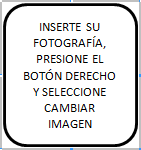 INSERTE SU
FOTOGRAFÍA,
PRESIONE EL
BOTÓN DERECHO
Y SELECCIONE
CAMBIAR
IMAGEN